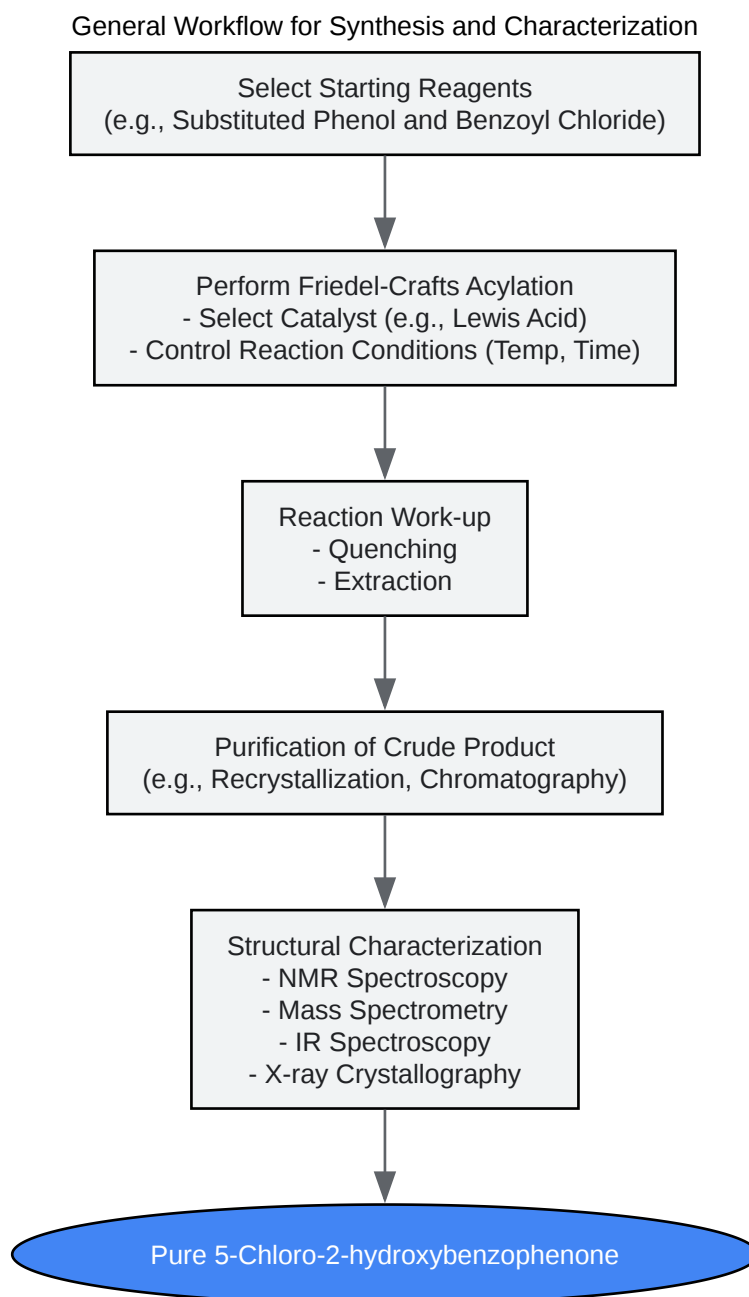 General Workflow for Synthesis and Characterization
Select Starting Reagents
(e.g., Substituted Phenol and Benzoyl Chloride)
Perform Friedel-Crafts Acylation
- Select Catalyst (e.g., Lewis Acid)
- Control Reaction Conditions (Temp, Time)
Reaction Work-up
- Quenching
- Extraction
Purification of Crude Product
(e.g., Recrystallization, Chromatography)
Structural Characterization
- NMR Spectroscopy
- Mass Spectrometry
- IR Spectroscopy
- X-ray Crystallography
Pure 5-Chloro-2-hydroxybenzophenone